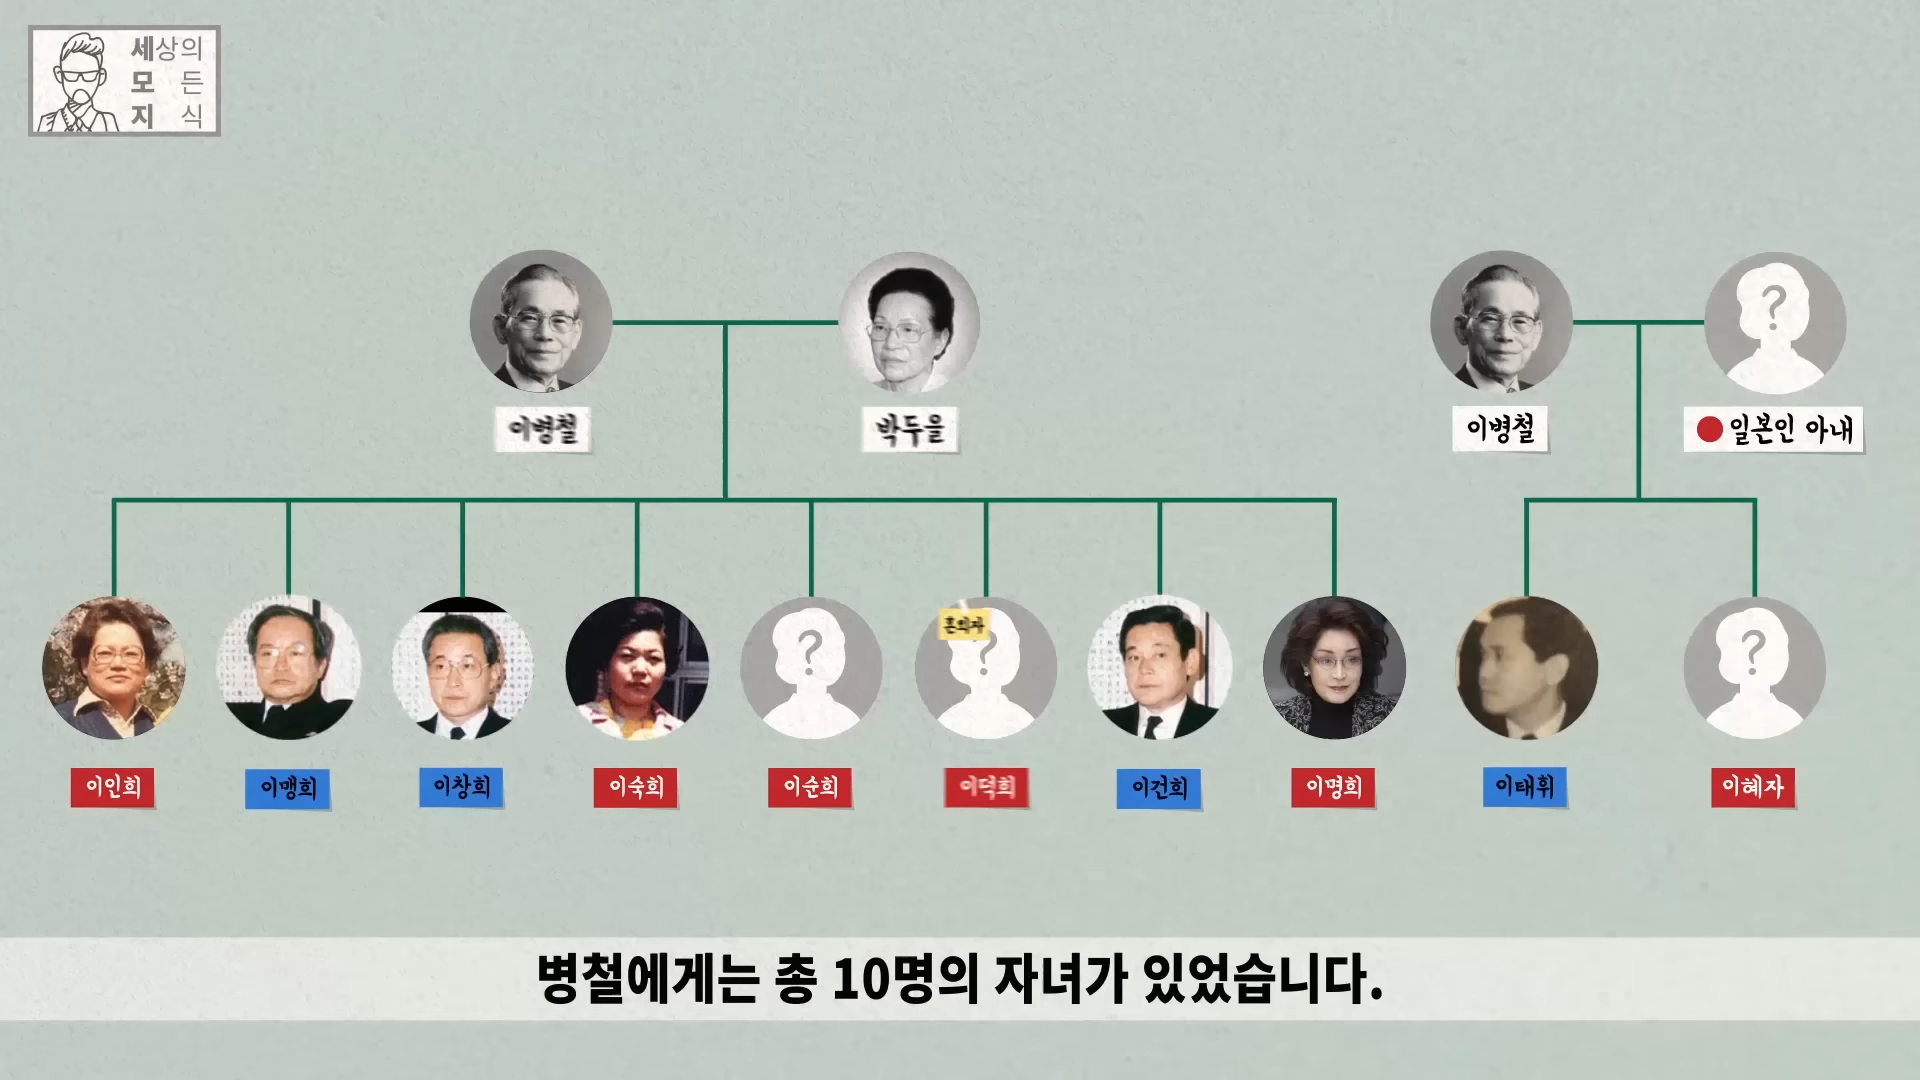 세상의
모든
지식
이병철
박두을
이병철
일본인 아내
혼외자
이인희
이맹희
이창희
이숙희
이순희
이덕희
이건희
이명희
이태휘
이혜자
병철에게는 총 10명의 자녀가 있었습니다.